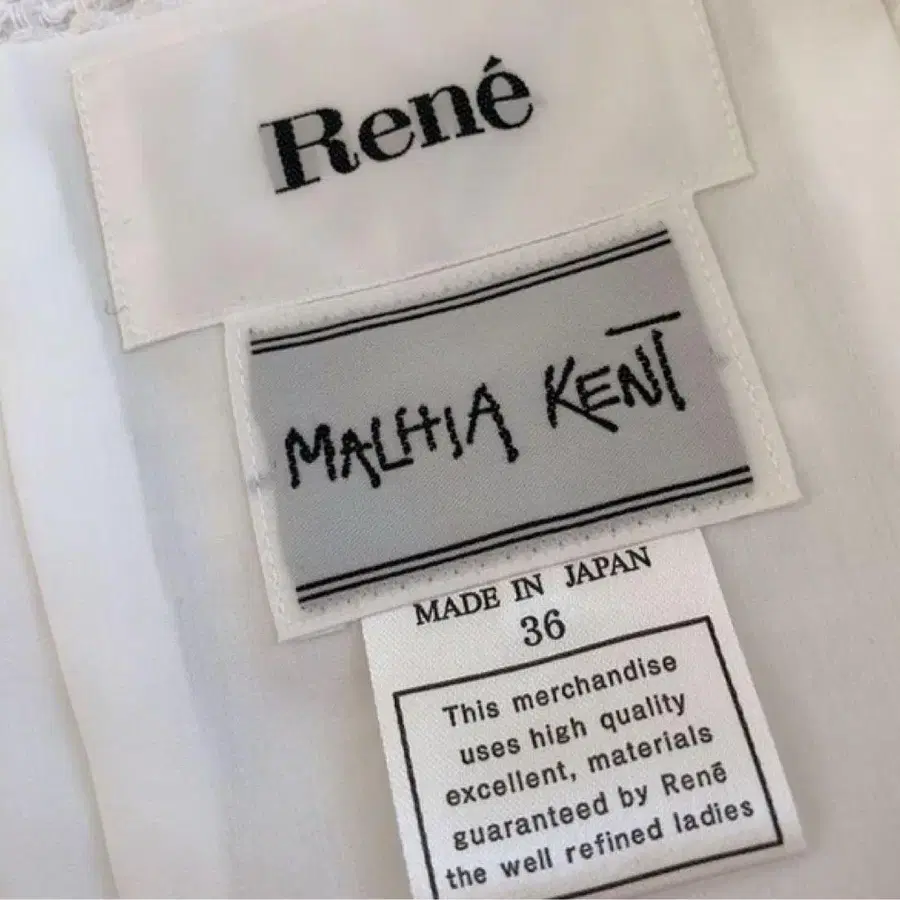 René
MALHIA KENT
MADE IN JAPAN
36
This merchandise
uses high quality
excellent, materials
guaranteed by Renē
the well refined ladies